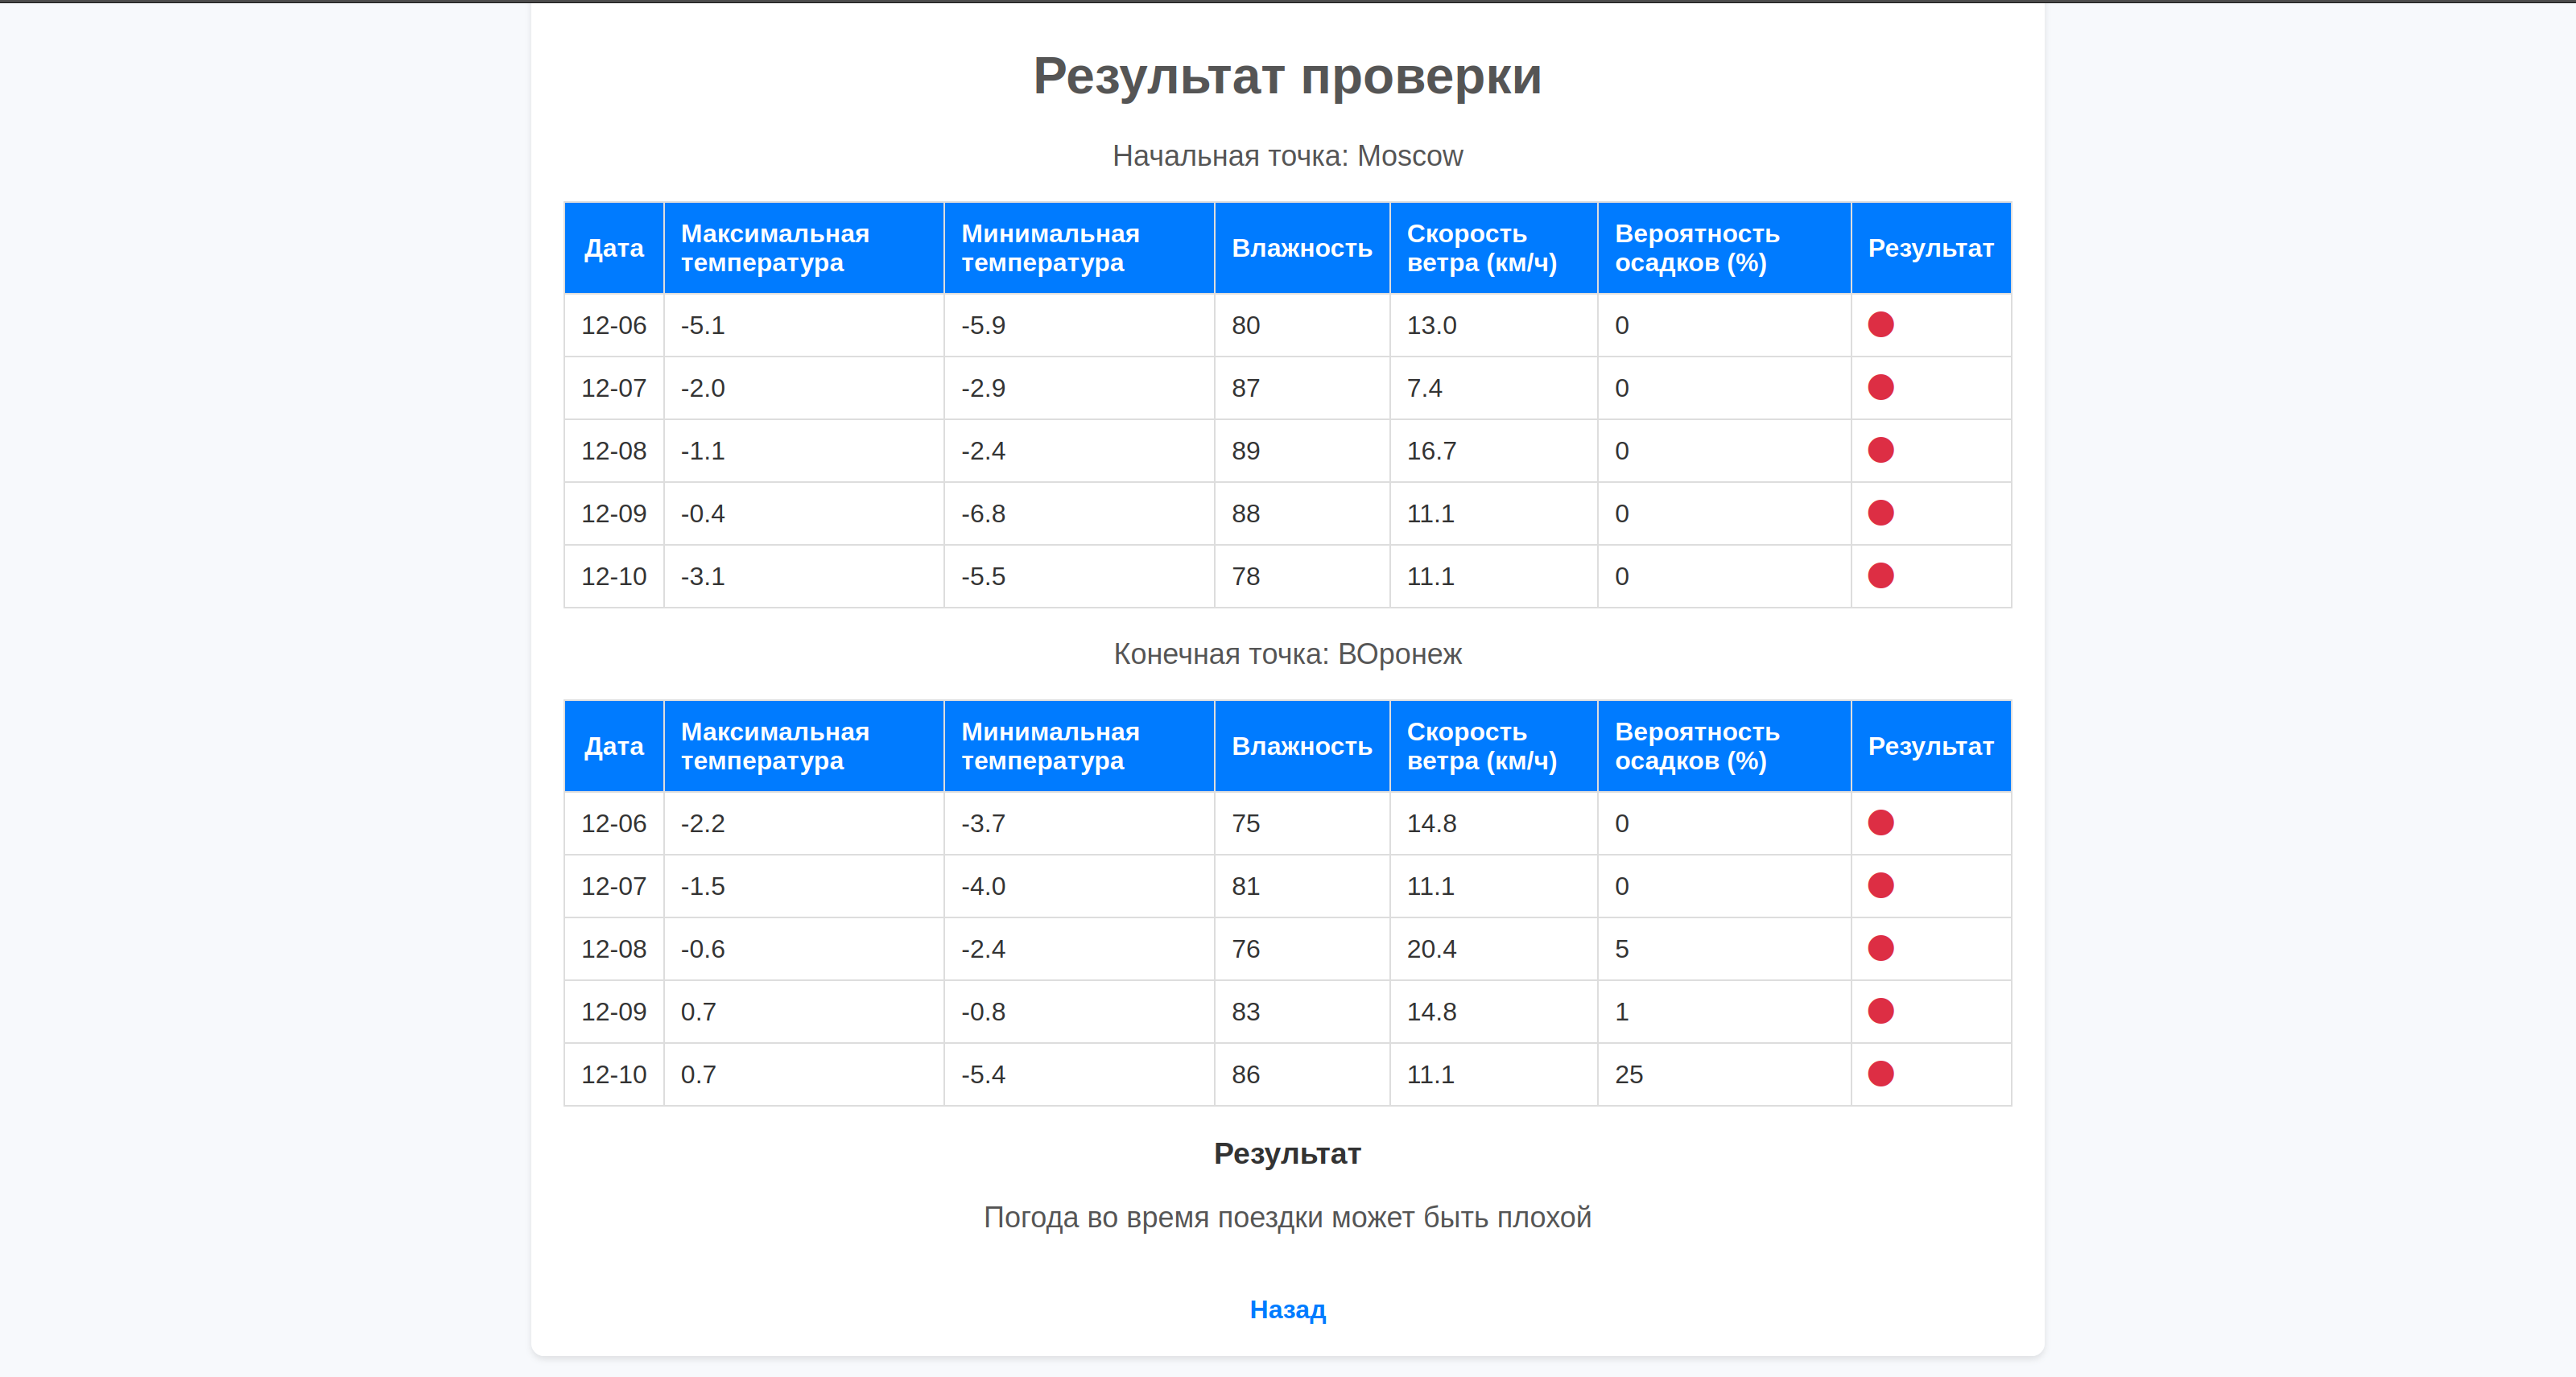 Результат проверки
Начальная точка: Moscow
Дата Максимальная температура Минимальная температура Влажность Скорость ветра (км/ч) Вероятность осадков (%) Результат
12-06 -5.1 -5.9 80 13.0 0
12-07 -2.0 -2.9 87 7.4 0
12-08 -1.1 -2.4 89 16.7 0
12-09 -0.4 -6.8 88 11.1 0
12-10 -3.1 -5.5 78 11.1 0
Конечная точка: ВОронеж
Дата Максимальная температура Минимальная температура Влажность Скорость ветра (км/ч) Вероятность осадков (%) Результат
12-06 -2.2 -3.7 75 14.8 0
12-07 -1.5 -4.0 81 11.1 0
12-08 -0.6 -2.4 76 20.4 5
12-09 0.7 -0.8 83 14.8 1
12-10 0.7 -5.4 86 11.1 25
Результат
Погода во время поездки может быть плохой
Назад